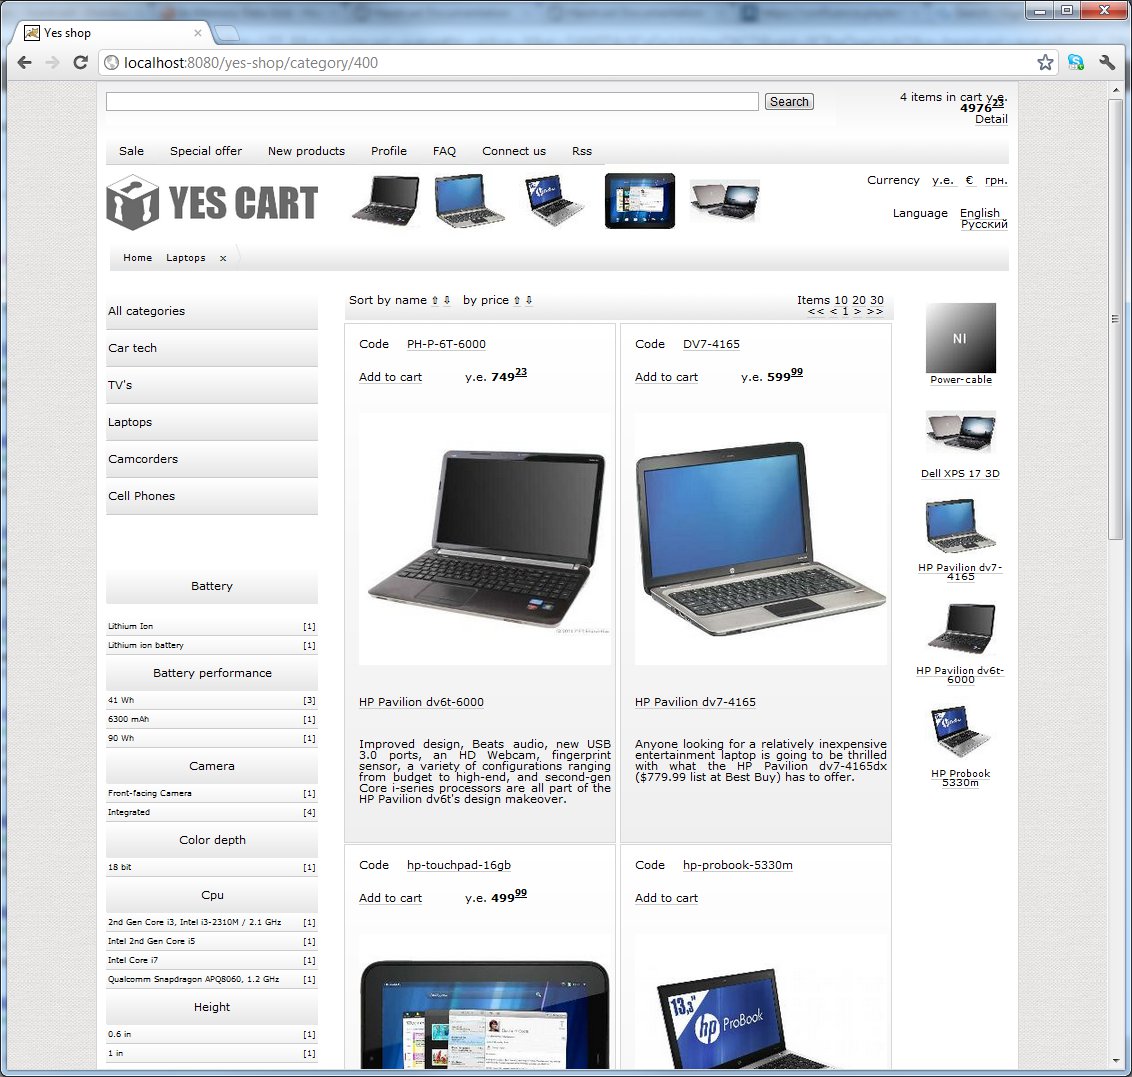 Yes shop
localhost:8080/yes-shop/category/400
Search
4 items in cart y.e.
4976 23
Detail
Sale Special offer New products Profile FAQ Connect us Rss
YES CART
Currency y.e. € грн.
Language English
Русский
Home Laptops x
All categories
Car tech
TV's
Laptops
Camcorders
Cell Phones
Battery
Lithium Ion [1]
Lithium ion battery [1]
Battery performance
41 Wh [3]
6300 mAh [1]
90 Wh [1]
Camera
Front-facing Camera [1]
Integrated [4]
Color depth
18 bit [1]
Cpu
2nd Gen Core i3, Intel i3-2310M / 2.1 GHz [1]
Intel 2nd Gen Core i5 [1]
Intel Core i7 [1]
Qualcomm Snapdragon APQ8060, 1.2 GHz [1]
Height
0.6 in [1]
1 in [1]
Sort by name ⇧ ⇩ by price ⇧ ⇩
Items 10 20 30
<< < 1 > >>
Code PH-P-6T-6000
Add to cart y.e. 749 23
HP Pavilion dv6t-6000
Improved design, Beats audio, new USB
3.0 ports, an HD Webcam, fingerprint
sensor, a variety of configurations ranging
from budget to high-end, and second-gen
Core i-series processors are all part of the
HP Pavilion dv6t's design makeover.
Code DV7-4165
Add to cart y.e. 599 99
HP Pavilion dv7-4165
Anyone looking for a relatively inexpensive
entertainment laptop is going to be thrilled
with what the HP Pavilion dv7-4165dx
($779.99 list at Best Buy) has to offer.
Code hp-touchpad-16gb
Add to cart y.e. 499 99
Code hp-probook-5330m
Add to cart
13,3"
hp ProBook
NI
Power-cable
Dell XPS 17 3D
HP Pavilion dv7-
4165
HP Pavilion dv6t-
6000
HP Probook
5330m